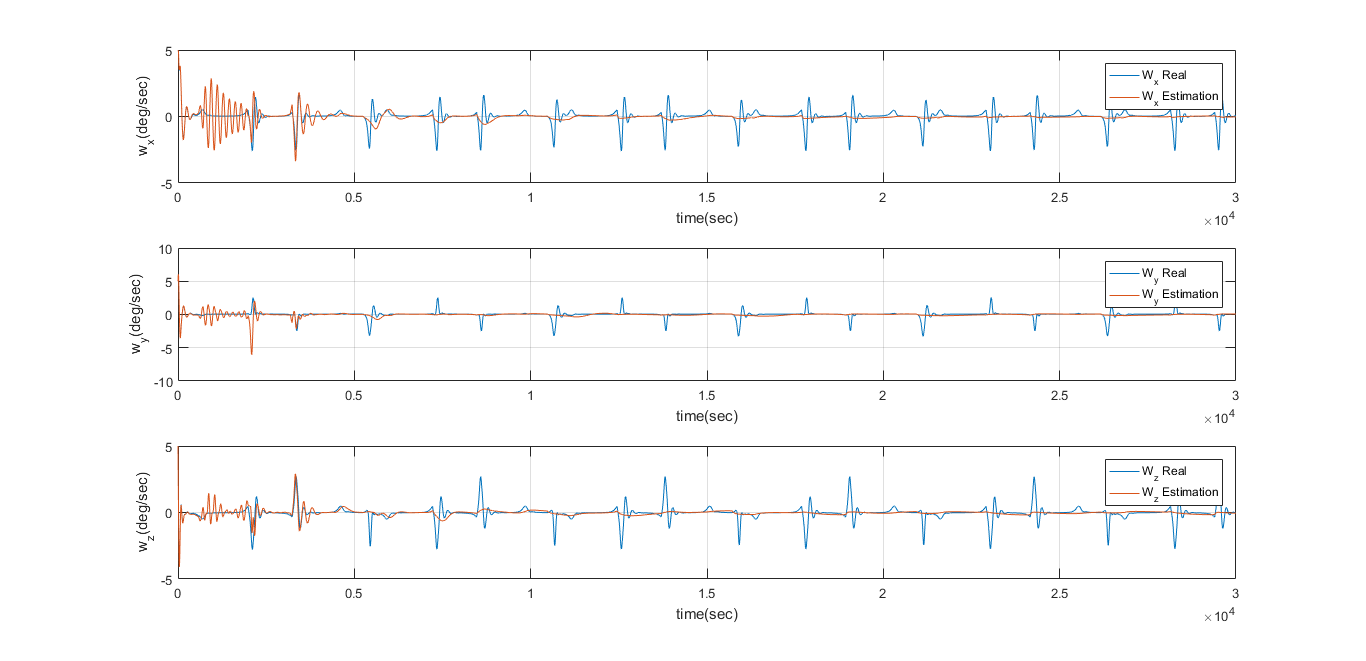 5
0
-5
w_x(deg/sec)
W_x Real
W_x Estimation
0 0.5 1 1.5 2 2.5 3
time(sec)
×10^4
10
5
0
-5
-10
w_y(deg/sec)
W_y Real
W_y Estimation
0 0.5 1 1.5 2 2.5 3
time(sec)
×10^4
5
0
-5
w_z(deg/sec)
W_z Real
W_z Estimation
0 0.5 1 1.5 2 2.5 3
time(sec)
×10^4